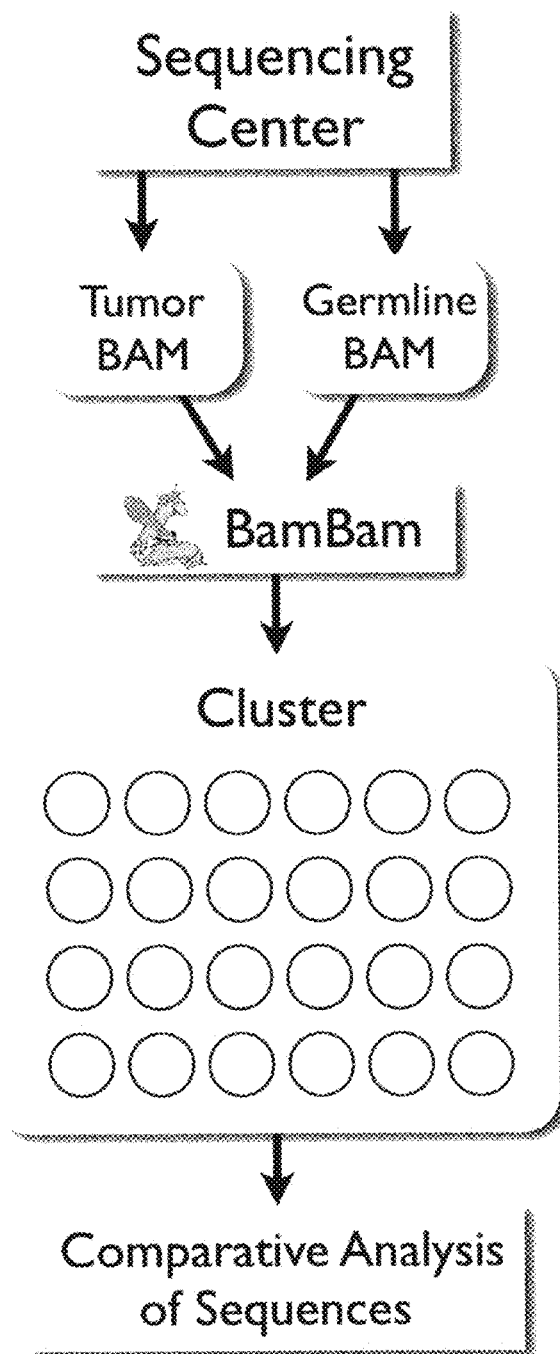 Sequencing
Center
Tumor
BAM
Germline
BAM
BamBam
Cluster
Comparative Analysis
of Sequences